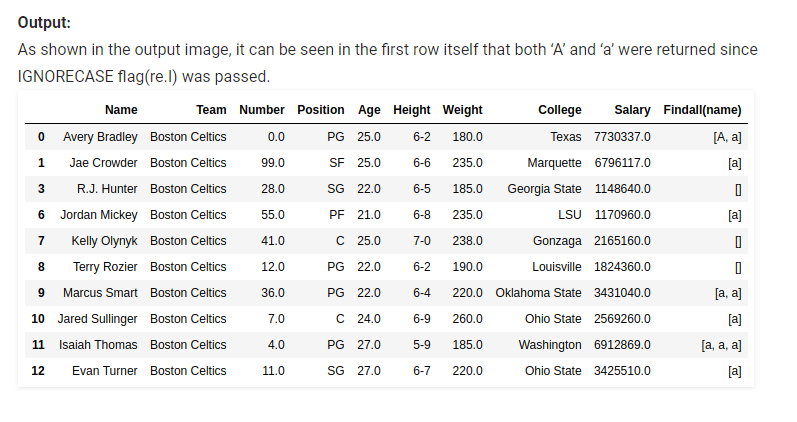 Output:
As shown in the output image, it can be seen in the first row itself that both ‘A’ and ‘a’ were returned since
IGNORECASE flag(re.I) was passed.
Name Team Number Position Age Height Weight College Salary Findall(name)
0 Avery Bradley Boston Celtics 0.0 PG 25.0 6-2 180.0 Texas 7730337.0 [A, a]
1 Jae Crowder Boston Celtics 99.0 SF 25.0 6-6 235.0 Marquette 6796117.0 [a]
3 R.J. Hunter Boston Celtics 28.0 SG 22.0 6-5 185.0 Georgia State 1148640.0 []
6 Jordan Mickey Boston Celtics 55.0 PF 21.0 6-8 235.0 LSU 1170960.0 [a]
7 Kelly Olynyk Boston Celtics 41.0 C 25.0 7-0 238.0 Gonzaga 2165160.0 []
8 Terry Rozier Boston Celtics 12.0 PG 22.0 6-2 190.0 Louisville 1824360.0 []
9 Marcus Smart Boston Celtics 36.0 PG 22.0 6-4 220.0 Oklahoma State 3431040.0 [a, a]
10 Jared Sullinger Boston Celtics 7.0 C 24.0 6-9 260.0 Ohio State 2569260.0 [a]
11 Isaiah Thomas Boston Celtics 4.0 PG 27.0 5-9 185.0 Washington 6912869.0 [a, a, a]
12 Evan Turner Boston Celtics 11.0 SG 27.0 6-7 220.0 Ohio State 3425510.0 [a]